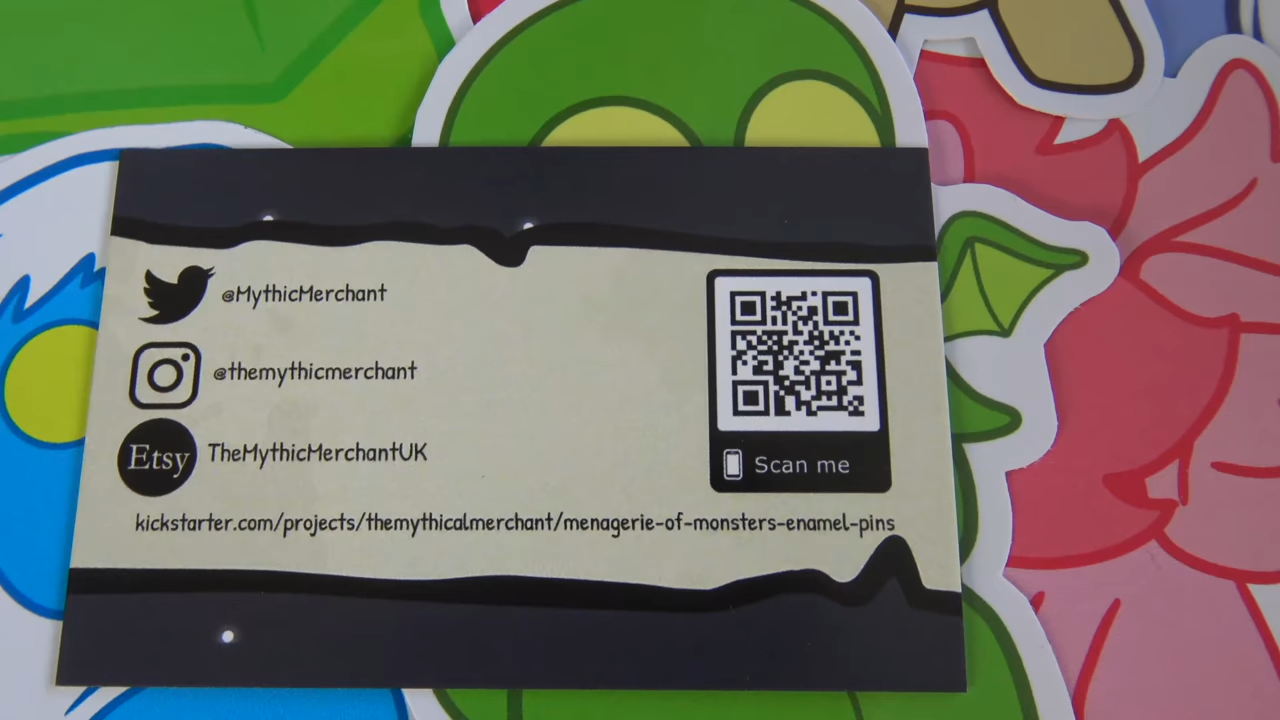 @MythicMerchant
@themythicmerchant
Etsy TheMythicMerchantUK
Scan me
kickstarter.com/projects/themythicalmerchant/menagerie-of-monsters-enamel-pins